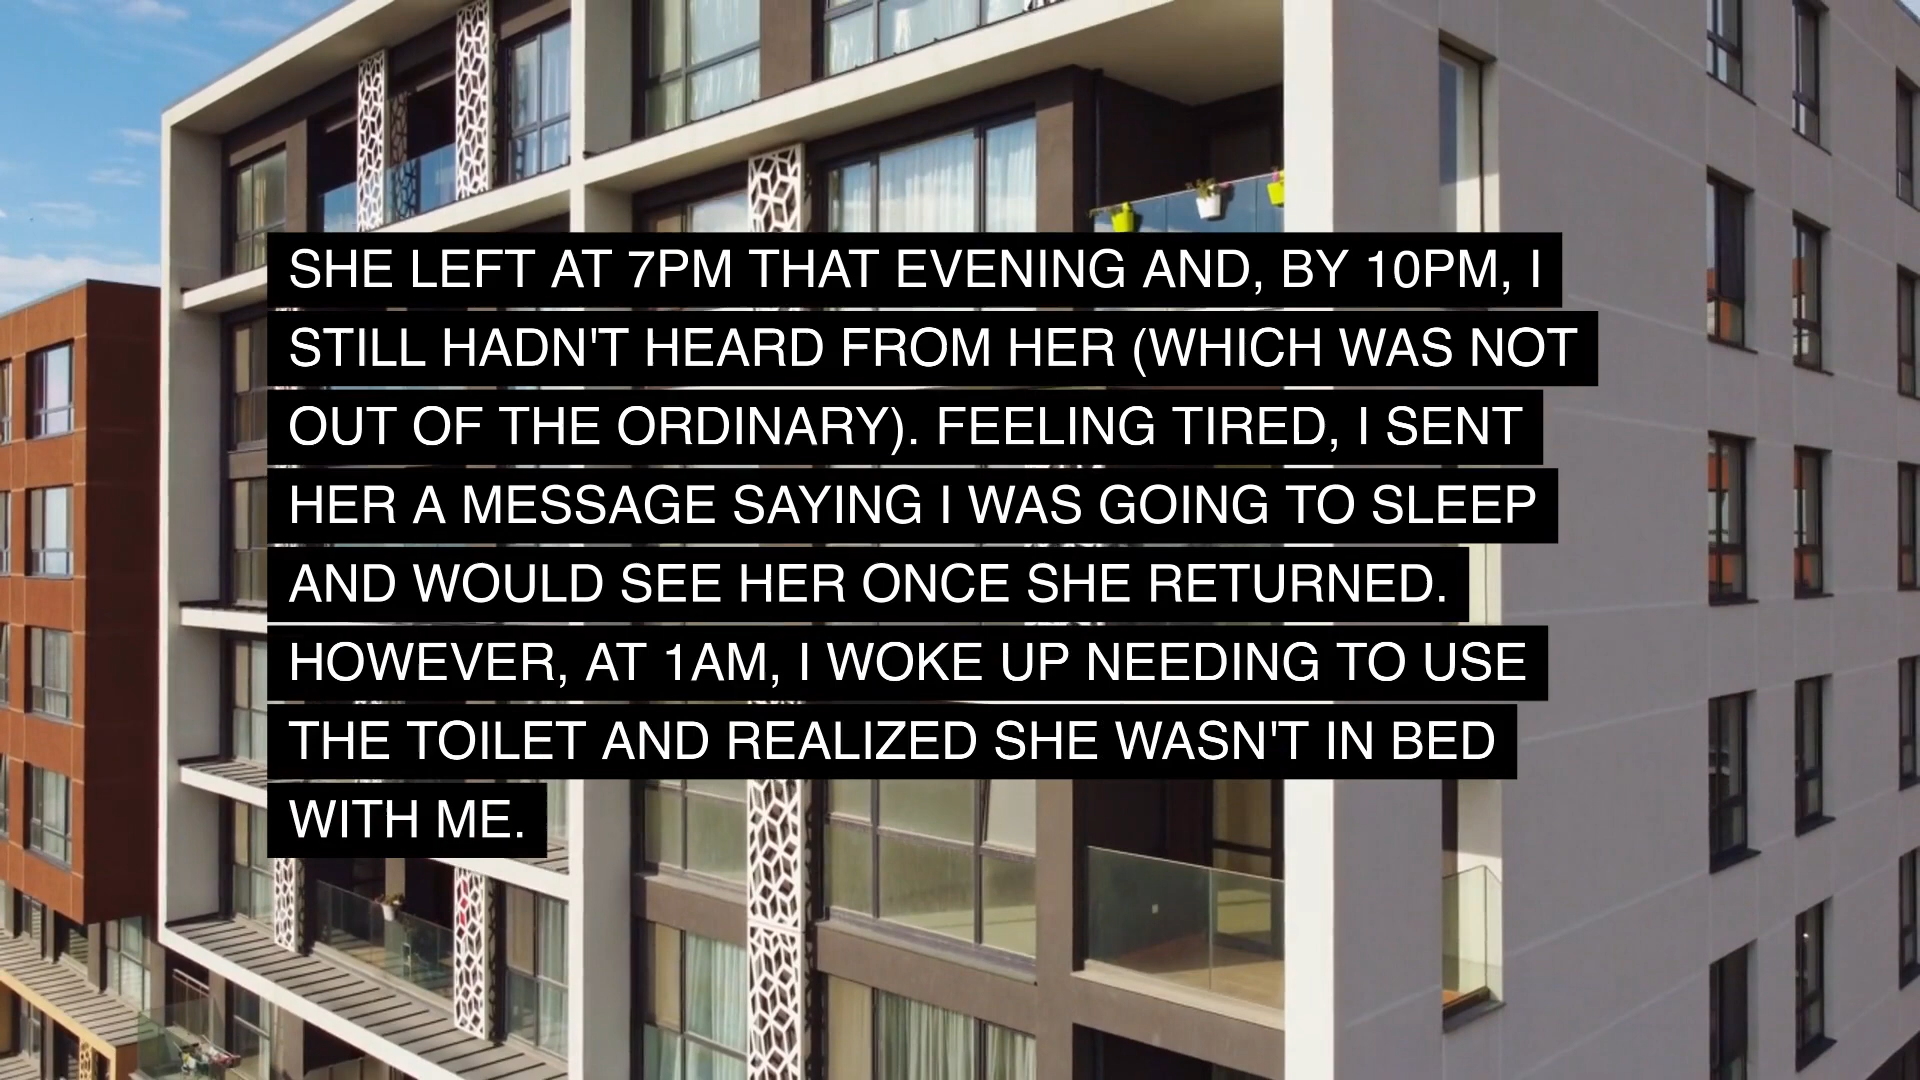 SHE LEFT AT 7PM THAT EVENING AND, BY 10PM, I
STILL HADN'T HEARD FROM HER (WHICH WAS NOT
OUT OF THE ORDINARY). FEELING TIRED, I SENT
HER A MESSAGE SAYING I WAS GOING TO SLEEP
AND WOULD SEE HER ONCE SHE RETURNED.
HOWEVER, AT 1AM, I WOKE UP NEEDING TO USE
THE TOILET AND REALIZED SHE WASN'T IN BED
WITH ME.